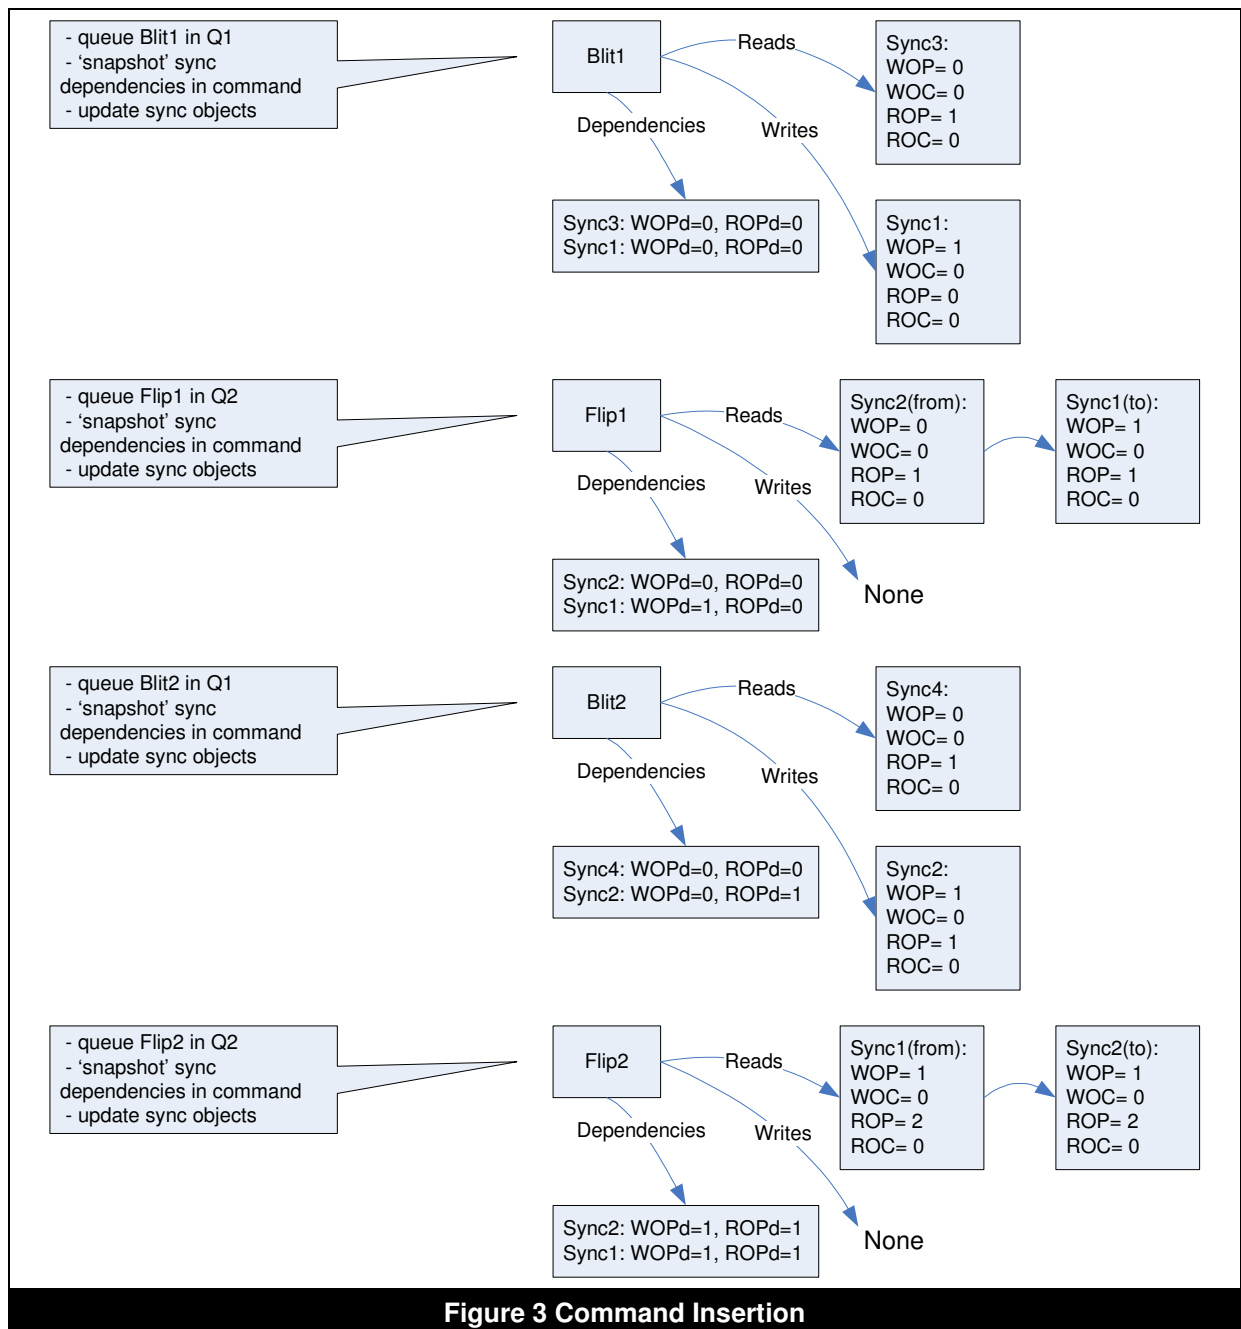 - queue Blit1 in Q1
- ‘snapshot’ sync
dependencies in command
- update sync objects
Blit1
Reads
Dependencies
Writes
Sync3:
WOP= 0
WOC= 0
ROP= 1
ROC= 0
Sync3: WOPd=0, ROPd=0
Sync1: WOPd=0, ROPd=0
Sync1:
WOP= 1
WOC= 0
ROP= 0
ROC= 0
- queue Flip1 in Q2
- ‘snapshot’ sync
dependencies in command
- update sync objects
Flip1
Reads
Dependencies
Writes
Sync2(from):
WOP= 0
WOC= 0
ROP= 1
ROC= 0
Sync1(to):
WOP= 1
WOC= 0
ROP= 1
ROC= 0
Sync2: WOPd=0, ROPd=0
Sync1: WOPd=1, ROPd=0
None
- queue Blit2 in Q1
- ‘snapshot’ sync
dependencies in command
- update sync objects
Blit2
Reads
Dependencies
Writes
Sync4:
WOP= 0
WOC= 0
ROP= 1
ROC= 0
Sync4: WOPd=0, ROPd=0
Sync2: WOPd=0, ROPd=1
Sync2:
WOP= 1
WOC= 0
ROP= 1
ROC= 0
- queue Flip2 in Q2
- ‘snapshot’ sync
dependencies in command
- update sync objects
Flip2
Reads
Dependencies
Writes
Sync1(from):
WOP= 1
WOC= 0
ROP= 2
ROC= 0
Sync2(to):
WOP= 1
WOC= 0
ROP= 2
ROC= 0
Sync2: WOPd=1, ROPd=1
Sync1: WOPd=1, ROPd=1
None
Figure 3 Command Insertion